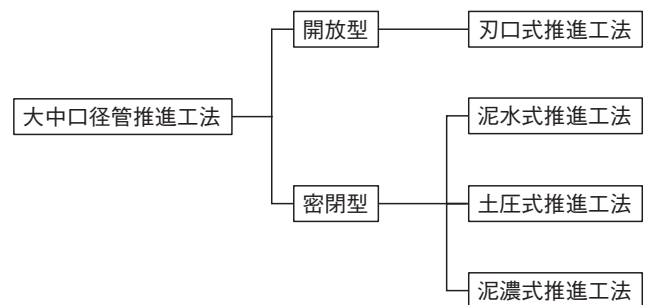 大中口径管推進工法
開放型
刃口式推進工法
密閉型
泥水式推進工法
土圧式推進工法
泥濃式推進工法